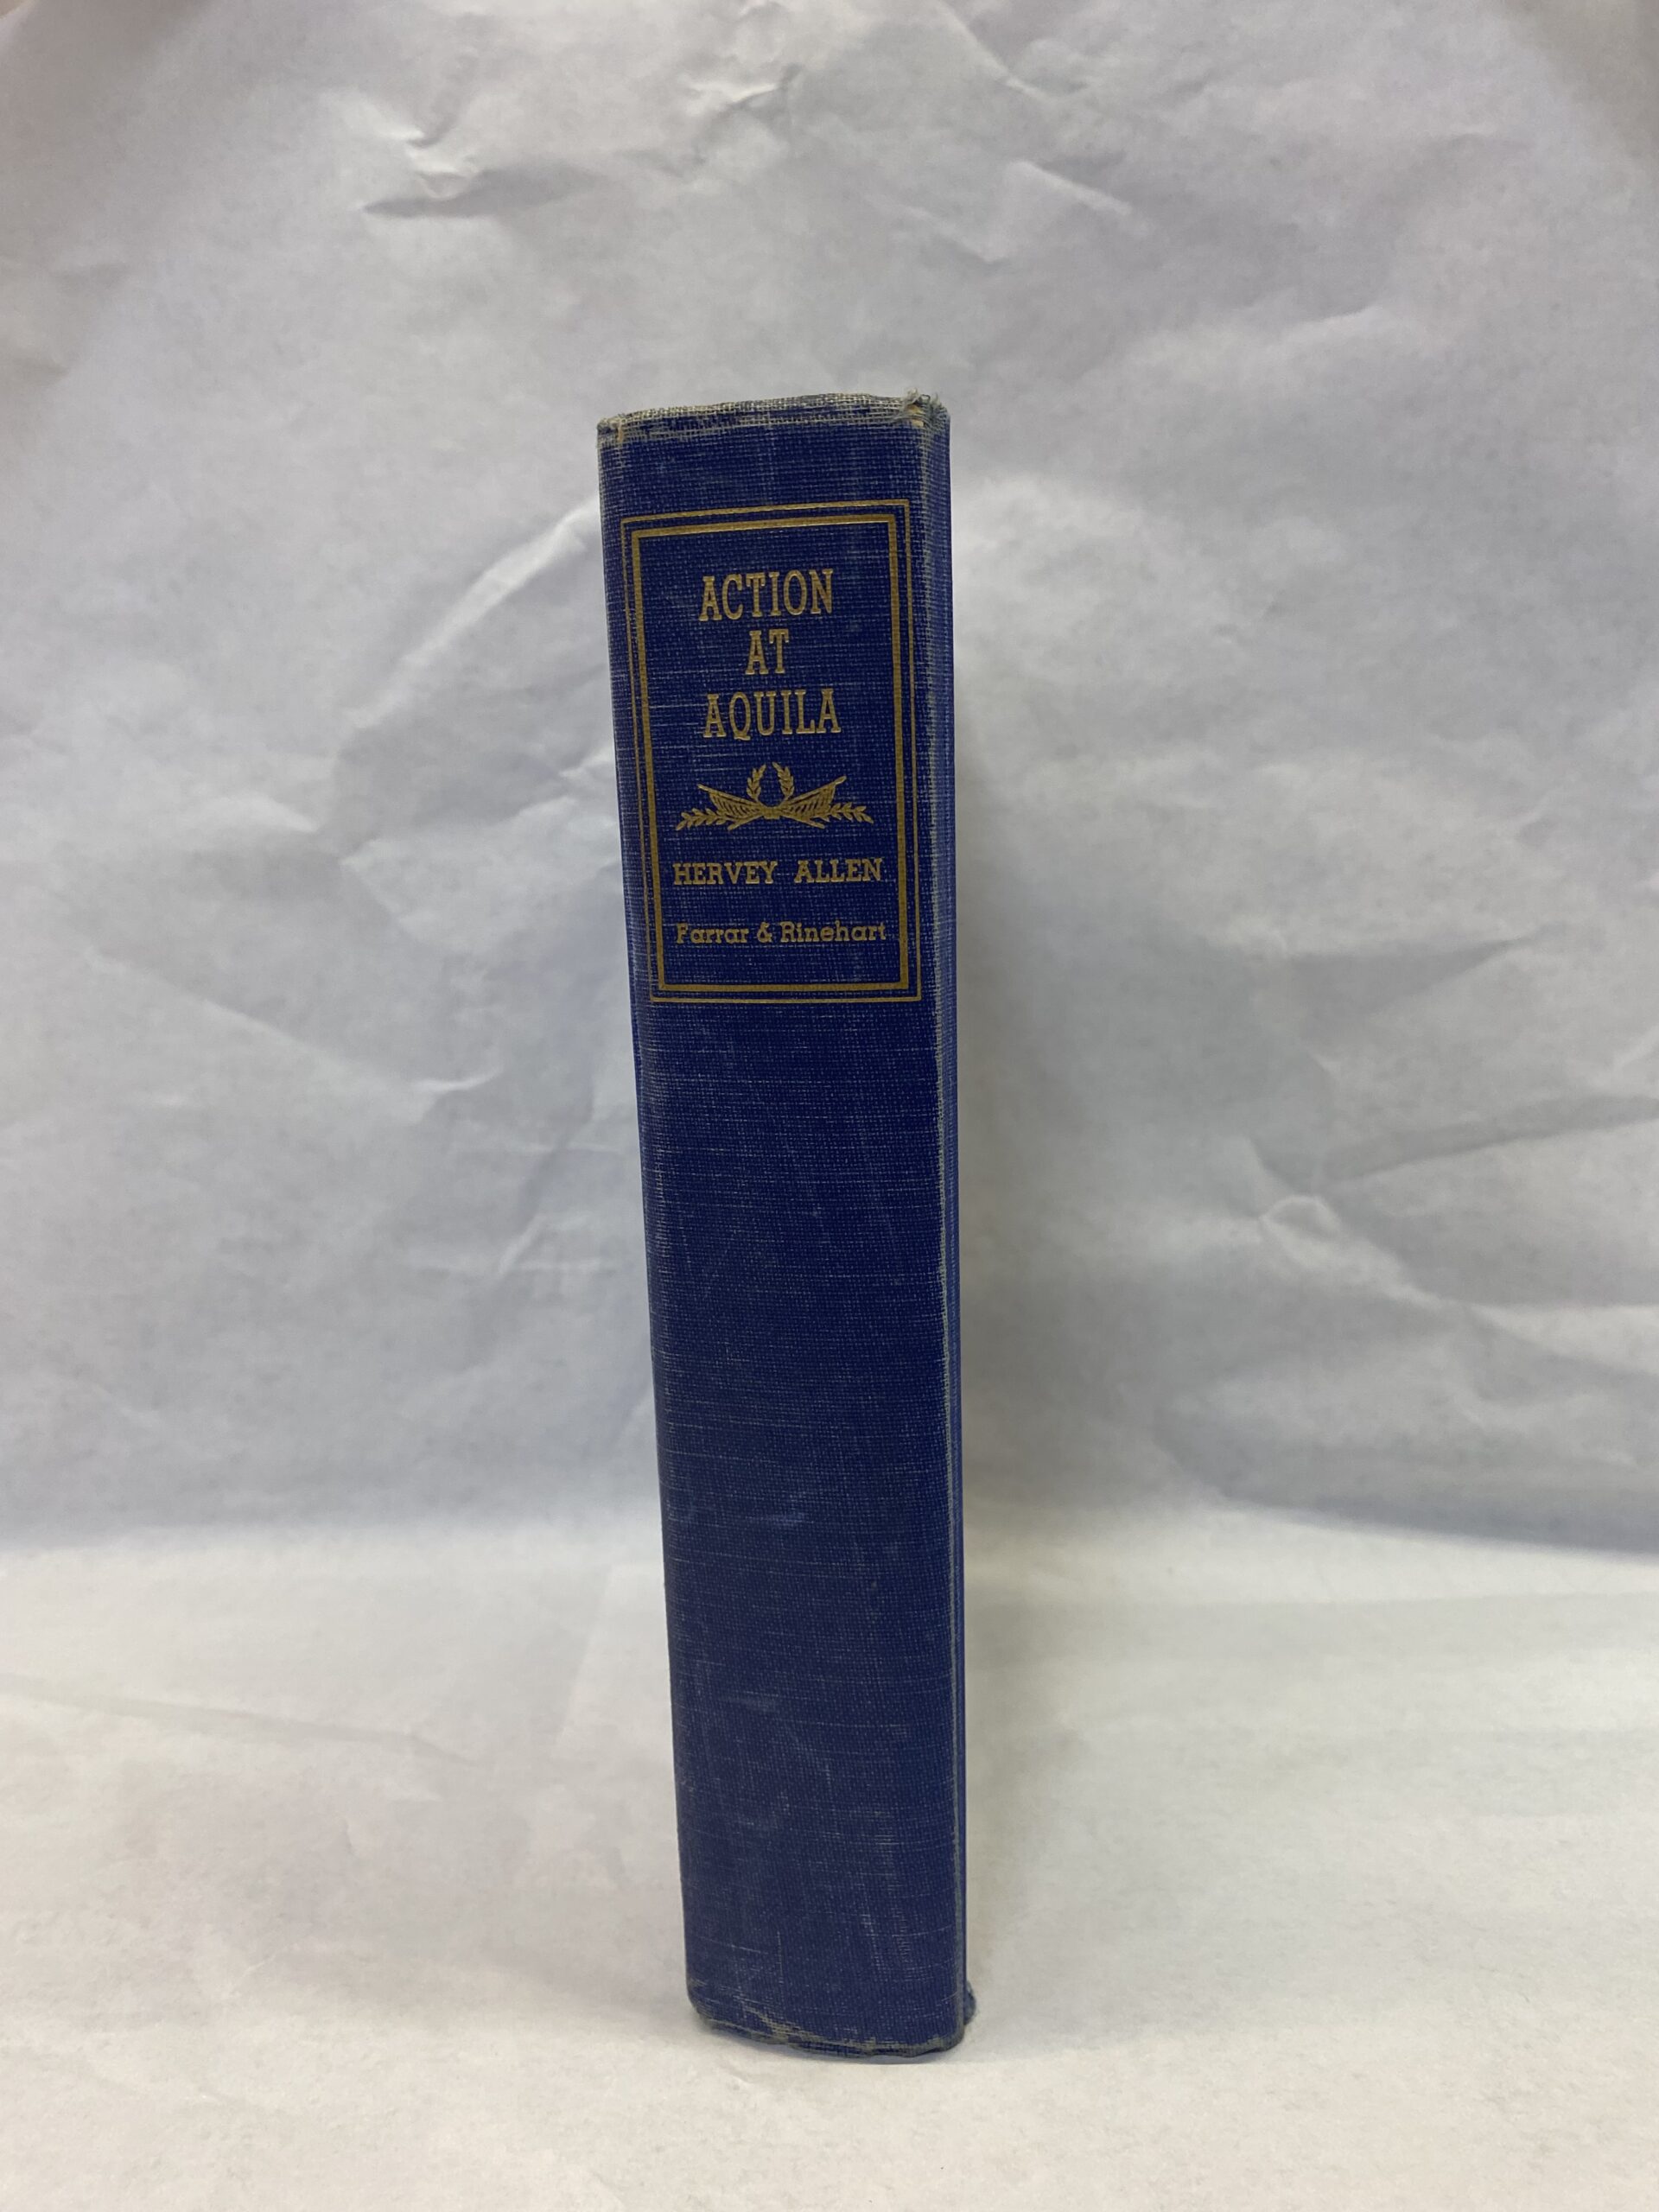 ACTION
AT
AQUILA
HERVEY ALLEN
Farrar & Rinehart